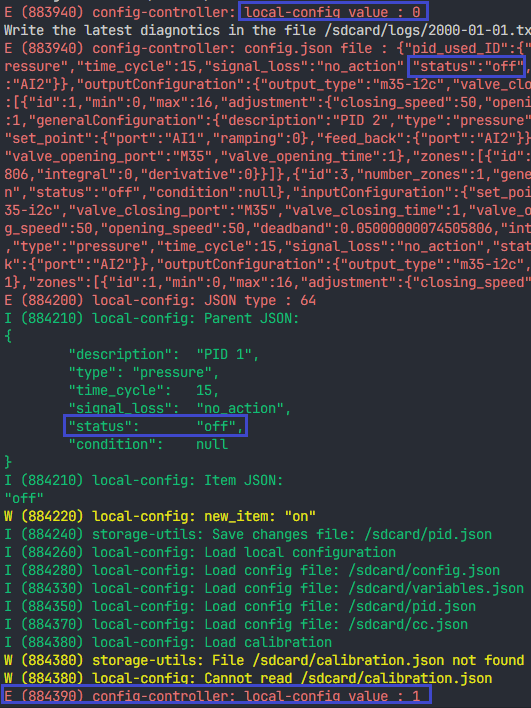 E (883940) config-controller: local-config value : 0
Write the latest diagnotics in the file /sdcard/logs/2000-01-01.tx
E (883940) config-controller: config.json file : {"pid_used_ID":{"
ressure","time_cycle":15,"signal_loss":"no_action" "status":"off",
:"AI2"}},"outputConfiguration":{"output_type":"m35-i2c","valve_clo
:[{"id":1,"min":0,"max":16,"adjustment":{"closing_speed":50,"openi
:1,"generalConfiguration":{"description":"PID 2","type":"pressure"
"set_point":{"port":"AI1","ramping":0},"feed_back":{"port":"AI2"}}
"valve_opening_port":"M35","valve_opening_time":1},"zones":[{"id":
806,"integral":0,"derivative":0}}]},{"id":3,"number_zones":1,"gene
n","status":"off","condition":null},"inputConfiguration":{"set_poi
35-i2c","valve_closing_port":"M35","valve_closing_time":1,"valve_o
g_speed":50,"opening_speed":50,"deadband":0.05000000074505806,"int
,"type":"pressure","time_cycle":15,"signal_loss":"no_action","stat
k":{"port":"AI2"}},"outputConfiguration":{"output_type":"m35-i2c",
1},"zones":[{"id":1,"min":0,"max":16,"adjustment":{"closing_speed"
E (884200) local-config: JSON type : 64
I (884210) local-config: Parent JSON:
{
"description": "PID 1",
"type": "pressure",
"time_cycle": 15,
"signal_loss": "no_action",
"status": "off",
"condition": null
}
I (884210) local-config: Item JSON:
"off"
W (884220) local-config: new_item: "on"
I (884240) storage-utils: Save changes file: /sdcard/pid.json
I (884260) local-config: Load local configuration
I (884280) local-config: Load config file: /sdcard/config.json
I (884330) local-config: Load config file: /sdcard/variables.json
I (884350) local-config: Load config file: /sdcard/pid.json
I (884370) local-config: Load config file: /sdcard/cc.json
I (884380) local-config: Load calibration
W (884380) storage-utils: File /sdcard/calibration.json not found
W (884380) local-config: Cannot read /sdcard/calibration.json
E (884390) config-controller: local-config value : 1